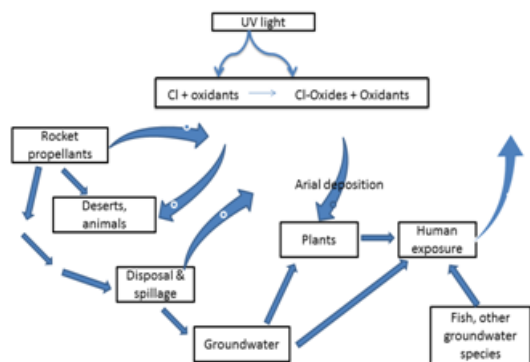 UV light
Cl + oxidants
Cl-Oxides + Oxidants
Rocket
propellants
Arial deposition
Deserts,
animals
Plants
Human
exposure
Disposal &
spillage
Groundwater
Fish, other
groundwater
species